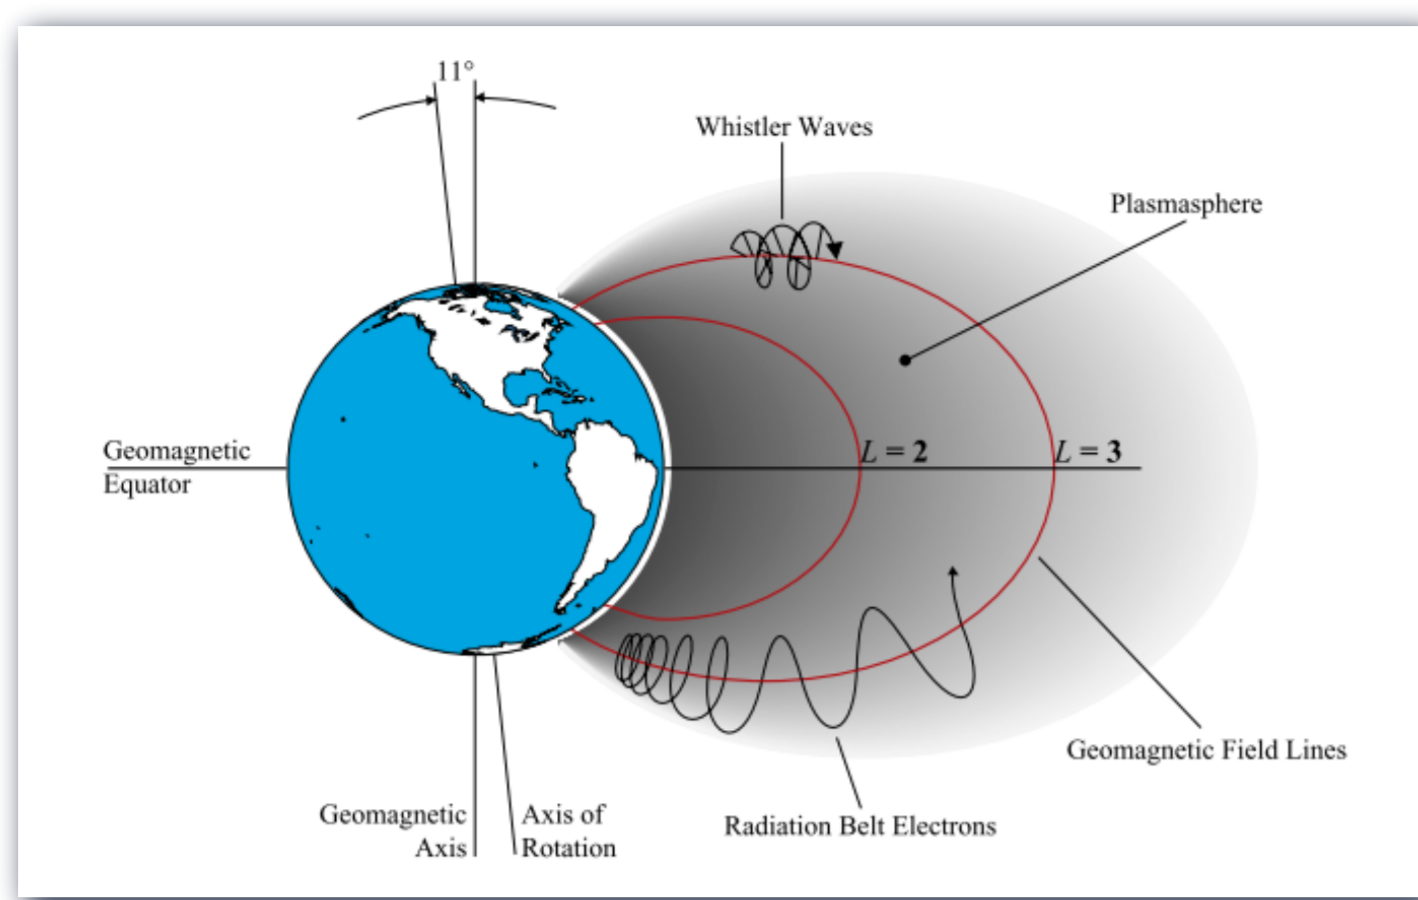 11°
Whistler Waves
Plasmasphere
Geomagnetic
Equator
L = 2
L = 3
Geomagnetic Field Lines
Geomagnetic
Axis
Axis of
Rotation
Radiation Belt Electrons